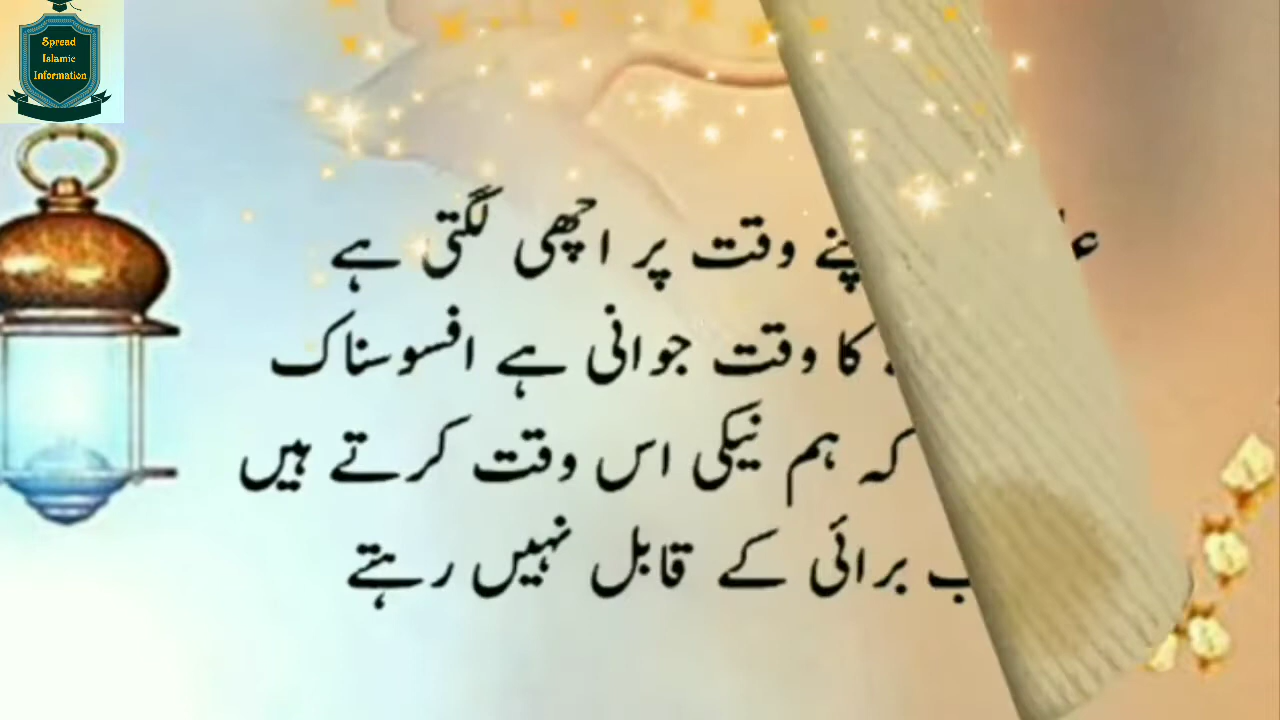 Spread
Islamic
Information
وقت پر اچھی لگتی ہے
کا وقت جوانی ہے افسوسناک
کہ ہم نیکی اس وقت کرتے ہیں
برائی کے قابل نہیں رہتے